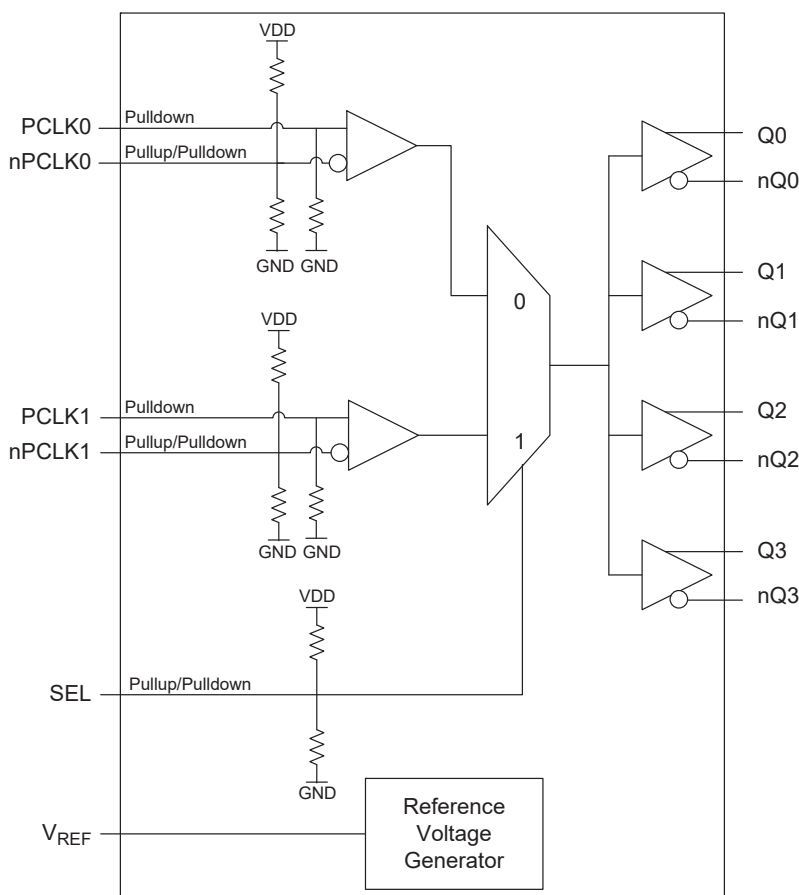 VDD
PCLK0
Pulldown
nPCLK0
Pullup/Pulldown
GND GND
VDD
PCLK1
Pulldown
nPCLK1
Pullup/Pulldown
GND GND
0
1
Q0
nQ0
Q1
nQ1
Q2
nQ2
Q3
nQ3
VDD
SEL
Pullup/Pulldown
GND
VREF
Reference
Voltage
Generator